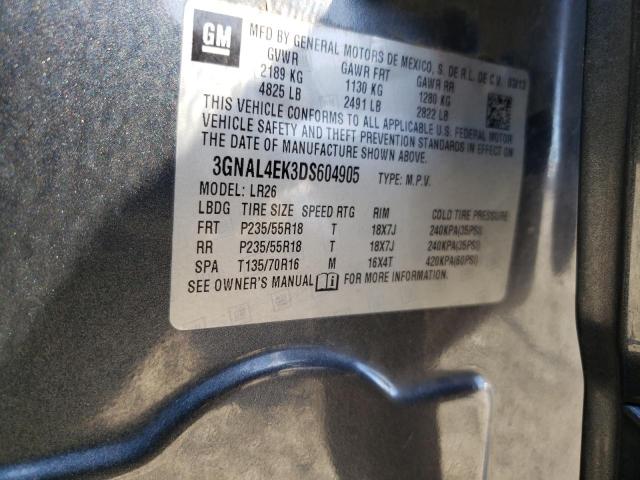 GM
MFD BY GENERAL MOTORS DE MEXICO, S. DE R.L. DE C.V. 03/13
GVWR GAWR FRT GAWR RR
2189 KG 1130 KG 1280 KG
4825 LB 2491 LB 2822 LB
THIS VEHICLE CONFORMS TO ALL APPLICABLE U.S. FEDERAL MOTOR
VEHICLE SAFETY AND THEFT PREVENTION STANDARDS IN EFFECT ON
THE DATE OF MANUFACTURE SHOWN ABOVE.
3GNAL4EK3DS604905 TYPE: M.P.V.
MODEL: LR26
LBDG TIRE SIZE SPEED RTG RIM COLD TIRE PRESSURE
FRT P235/55R18 T 18X7J 240KPA(35PSI)
RR P235/55R18 T 18X7J 240KPA(35PSI)
SPA T135/70R16 M 16X4T 420KPA(60PSI)
SEE OWNER'S MANUAL FOR MORE INFORMATION.